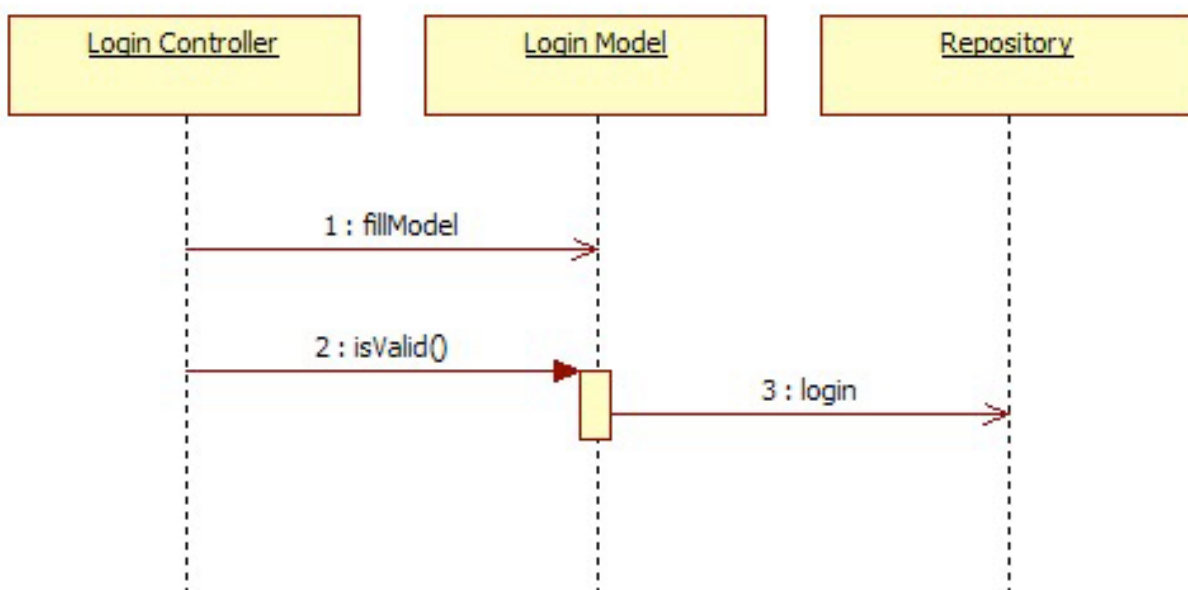 Login Controller
Login Model
Repository
1 : fillModel
2 : isValid()
3 : login